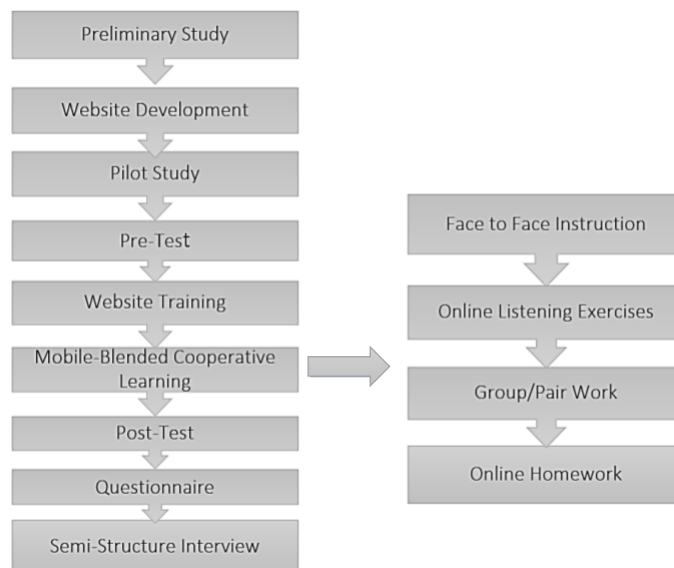 Preliminary Study
Website Development
Pilot Study
Pre-Test
Website Training
Mobile-Blended Cooperative
Learning
Post-Test
Questionnaire
Semi-Structure Interview
Face to Face Instruction
Online Listening Exercises
Group/Pair Work
Online Homework